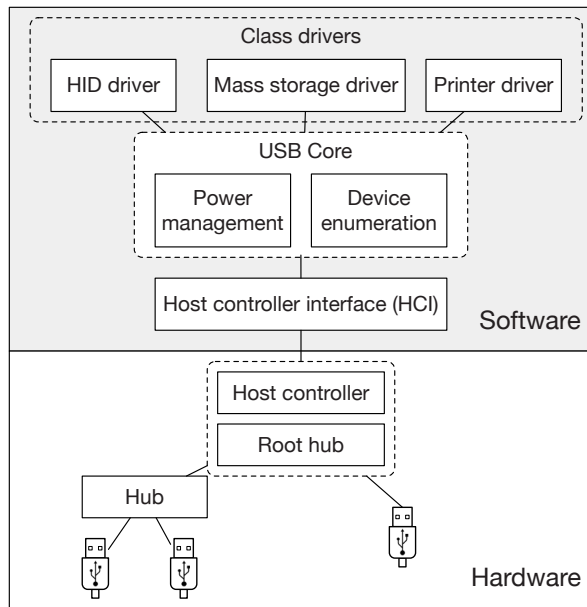 Class drivers
HID driver
Mass storage driver
Printer driver
USB Core
Power
management
Device
enumeration
Host controller interface (HCI)
Software
Host controller
Root hub
Hub
Hardware